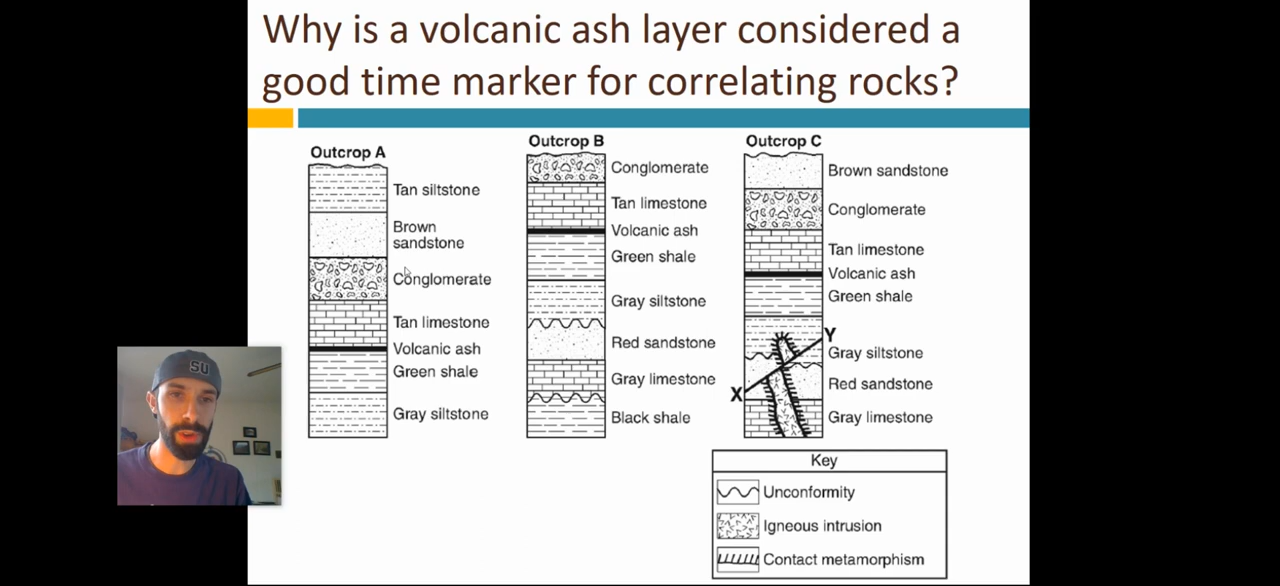 Why is a volcanic ash layer considered a
good time marker for correlating rocks?
Outcrop A
Tan siltstone
Brown
sandstone
Conglomerate
Tan limestone
Volcanic ash
Green shale
Gray siltstone
Outcrop B
Conglomerate
Tan limestone
Volcanic ash
Green shale
Gray siltstone
Red sandstone
Gray limestone
Black shale
Outcrop C
Brown sandstone
Conglomerate
Tan limestone
Volcanic ash
Green shale
Y
Gray siltstone
Red sandstone
X
Gray limestone
Key
Unconformity
Igneous intrusion
Contact metamorphism
SU